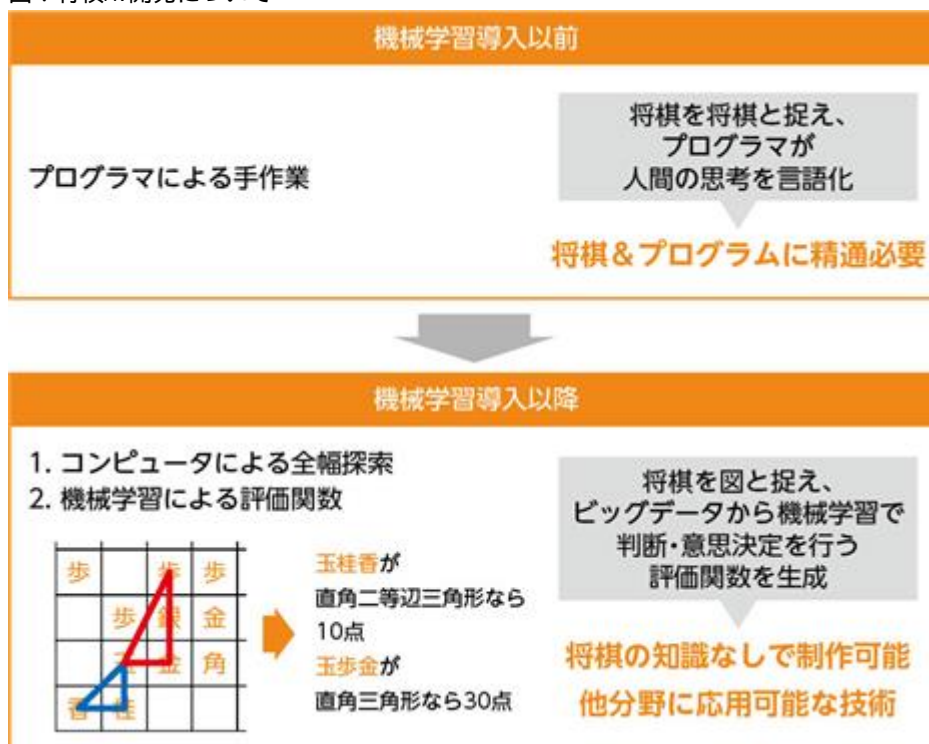 機械学習導入以前
プログラマによる手作業
将棋を将棋と捉え、
プログラマが
人間の思考を言語化
将棋&プログラムに精通必要
機械学習導入以降
1. コンピュータによる全幅探索
2. 機械学習による評価関数
歩 歩 歩
歩 銀 金
玉 金 角
香 桂
玉桂香が
直角二等辺三角形なら
10点
玉歩金が
直角三角形なら30点
将棋を図と捉え、
ビッグデータから機械学習で
判断・意思決定を行う
評価関数を生成
将棋の知識なしで制作可能
他分野に応用可能な技術